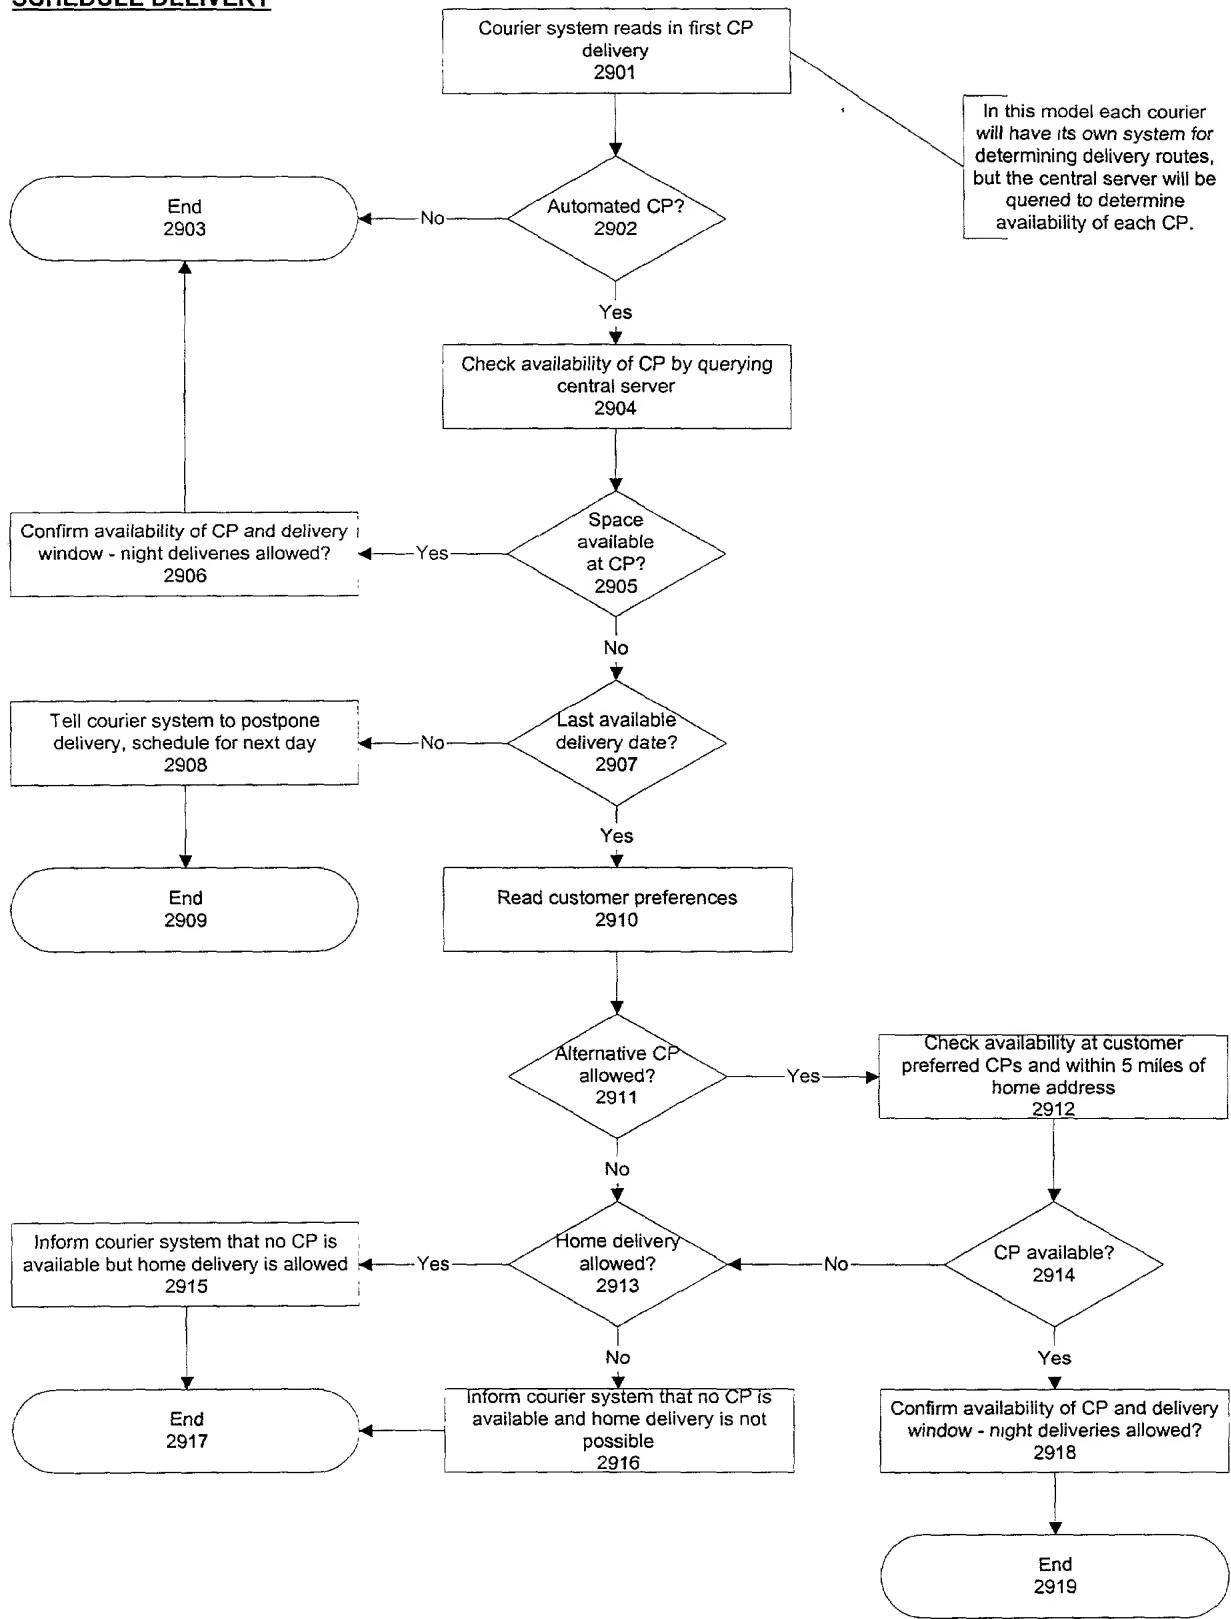 SCHEDULE DELIVERY
Courier system reads in first CP
delivery
2901
In this model each courier
will have its own system for
determining delivery routes,
but the central server will be
queried to determine
availability of each CP.
Automated CP?
2902
No
End
2903
Yes
Check availability of CP by querying
central server
2904
Space
available
at CP?
2905
Yes
Confirm availability of CP and delivery
window - night deliveries allowed?
2906
No
Last available
delivery date?
2907
No
Tell courier system to postpone
delivery, schedule for next day
2908
Yes
End
2909
Read customer preferences
2910
Alternative CP
allowed?
2911
Yes
Check availability at customer
preferred CPs and within 5 miles of
home address
2912
No
Home delivery
allowed?
2913
Yes
Inform courier system that no CP is
available but home delivery is allowed
2915
No
CP available?
2914
No
Yes
End
2917
Inform courier system that no CP is
available and home delivery is not
possible
2916
Confirm availability of CP and delivery
window - night deliveries allowed?
2918
End
2919